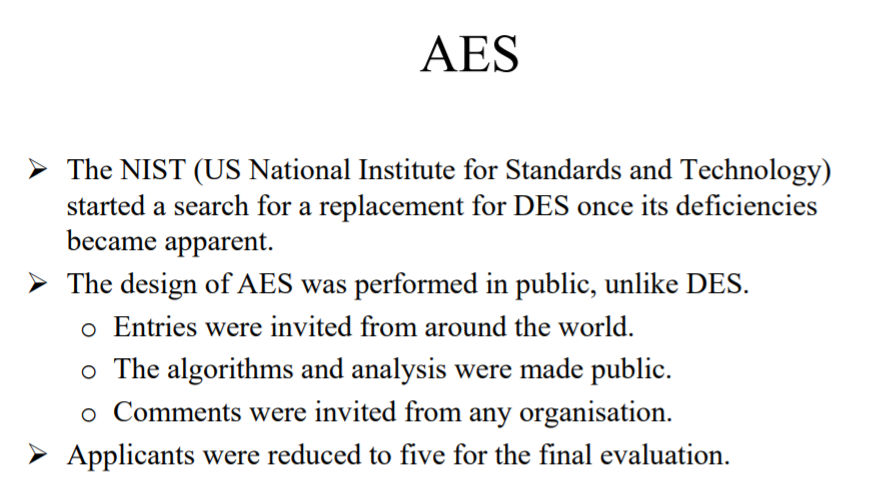 AES
➢ The NIST (US National Institute for Standards and Technology)
started a search for a replacement for DES once its deficiencies
became apparent.
➢ The design of AES was performed in public, unlike DES.
o Entries were invited from around the world.
o The algorithms and analysis were made public.
o Comments were invited from any organisation.
➢ Applicants were reduced to five for the final evaluation.